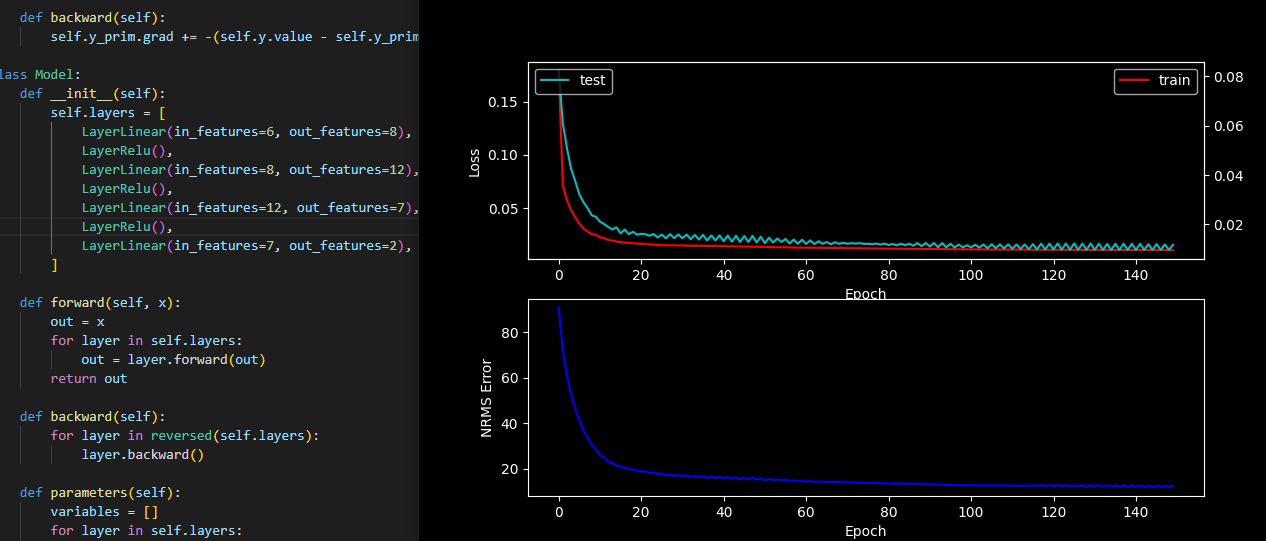 def backward(self):
self.y_prim.grad += -(self.y.value - self.y_prim
lass Model:
def __init__(self):
self.layers = [
LayerLinear(in_features=6, out_features=8),
LayerRelu(),
LayerLinear(in_features=8, out_features=12),
LayerRelu(),
LayerLinear(in_features=12, out_features=7),
LayerRelu(),
LayerLinear(in_features=7, out_features=2),
]
def forward(self, x):
out = x
for layer in self.layers:
out = layer.forward(out)
return out
def backward(self):
for layer in reversed(self.layers):
layer.backward()
def parameters(self):
variables = []
for layer in self.layers:
test
train
Loss
0.15
0.10
0.05
0.08
0.06
0.04
0.02
0 20 40 60 80 100 120 140
Epoch
NRMS Error
80
60
40
20
0 20 40 60 80 100 120 140
Epoch